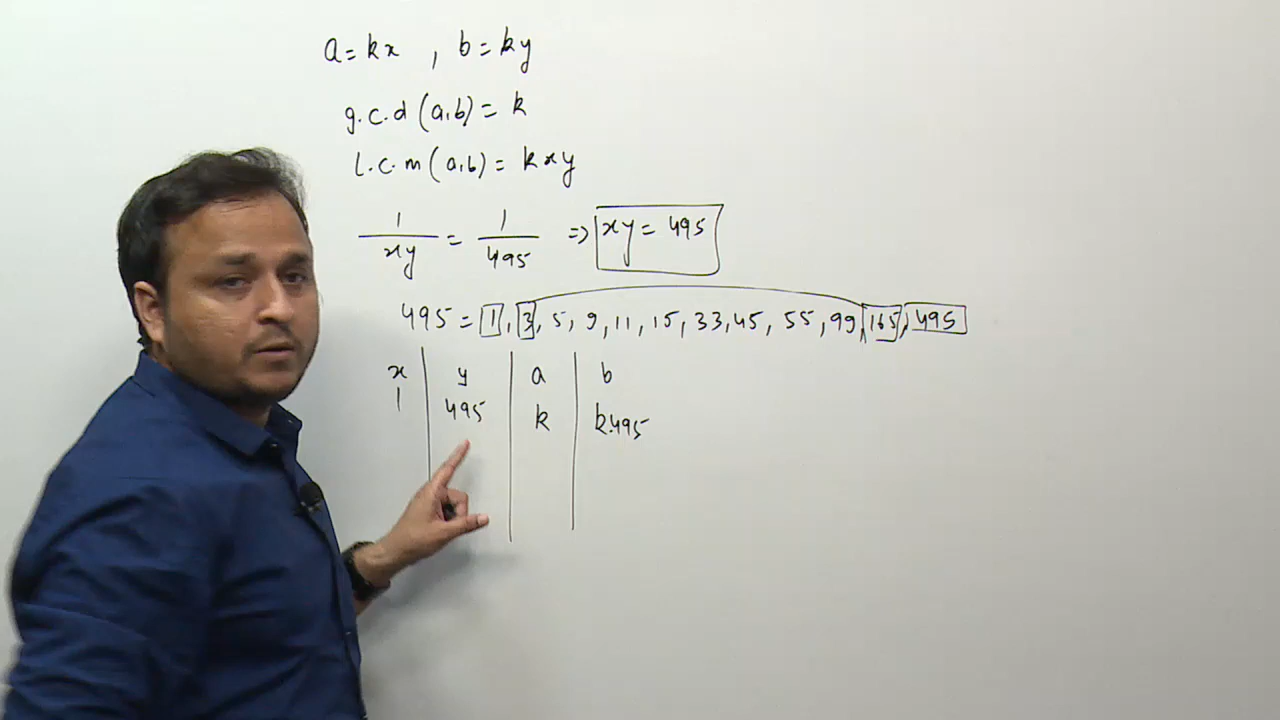 a = kx , b = ky
g.c.d (a,b) = k
l.c.m (a,b) = kxy
1/xy = 1/495 => xy = 495
495 = 1, 3, 5, 9, 11, 15, 33, 45, 55, 99, 165, 495
x y a b
1 495 k k.495